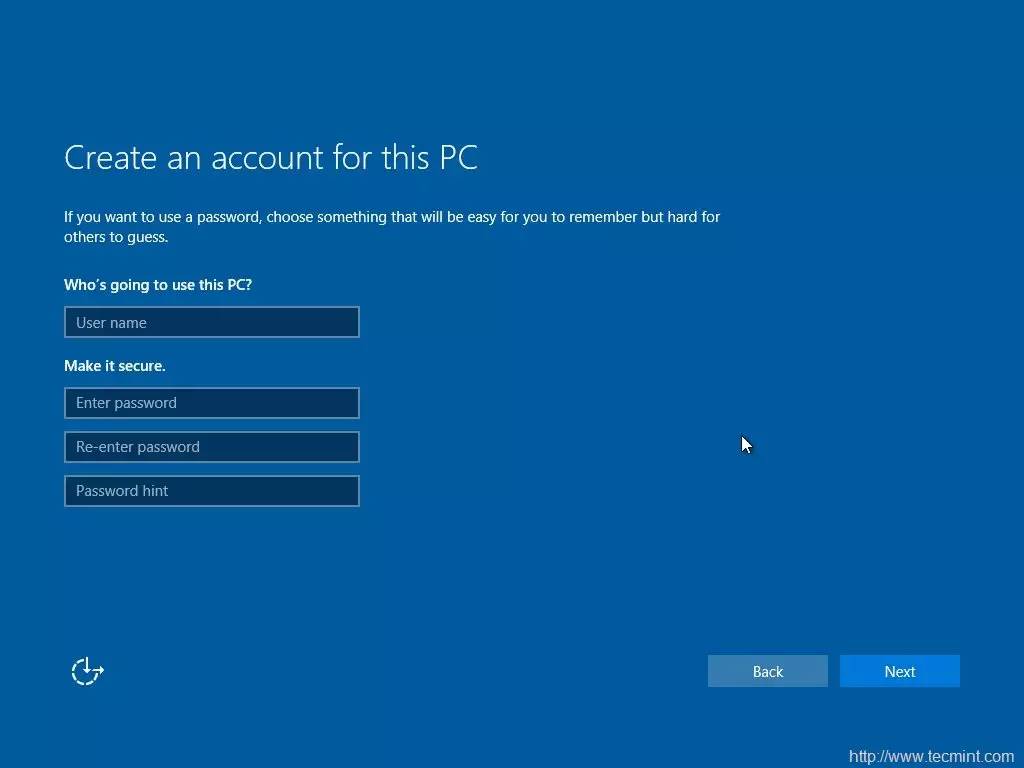 Create an account for this PC
If you want to use a password, choose something that will be easy for you to remember but hard for
others to guess.
Who's going to use this PC?
User name
Make it secure.
Enter password
Re-enter password
Password hint
Back
Next
http://www.tecmint.com